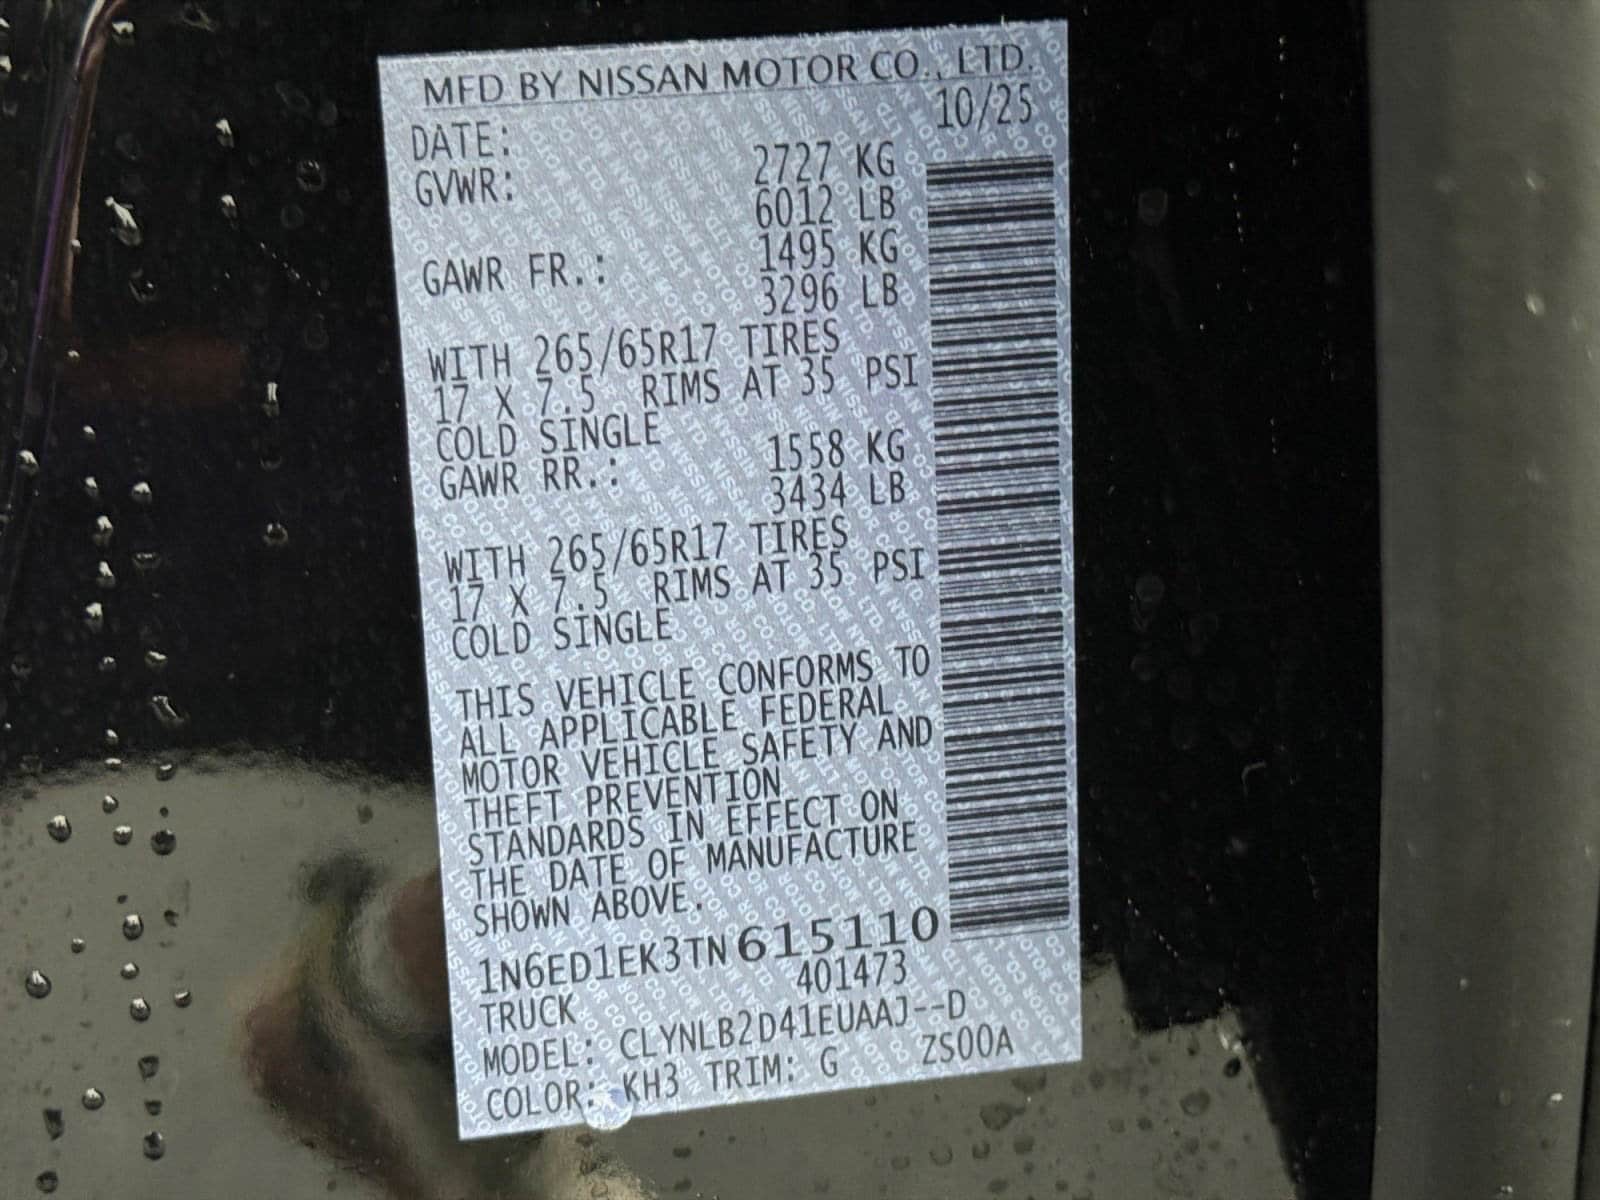 MFD BY NISSAN MOTOR CO., LTD.
DATE: 10/25
GVWR: 2727 KG
6012 LB
GAWR FR.: 1495 KG
3296 LB
WITH 265/65R17 TIRES
17 X 7.5 RIMS AT 35 PSI
COLD SINGLE
GAWR RR.: 1558 KG
3434 LB
WITH 265/65R17 TIRES
17 X 7.5 RIMS AT 35 PSI
COLD SINGLE
THIS VEHICLE CONFORMS TO
ALL APPLICABLE FEDERAL
MOTOR VEHICLE SAFETY AND
THEFT PREVENTION
STANDARDS IN EFFECT ON
THE DATE OF MANUFACTURE
SHOWN ABOVE.
1N6ED1EK3TN615110
TRUCK 401473
MODEL: CLYNLB2D41EUAAJ--D
COLOR: KH3 TRIM: G ZS00A